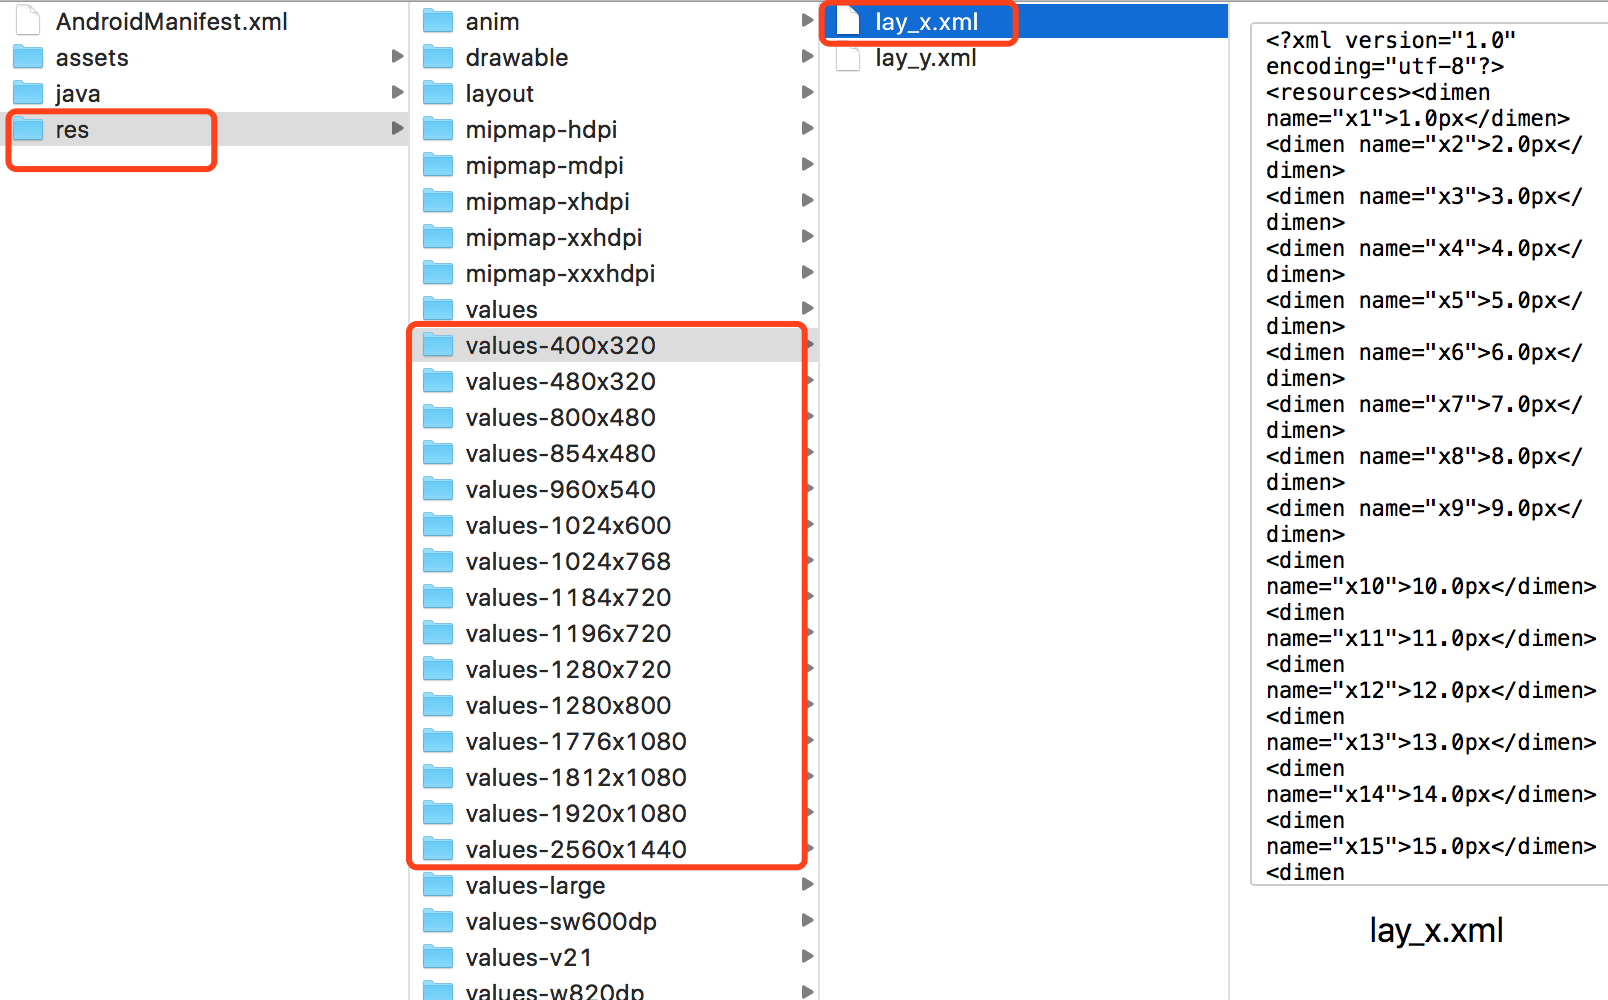 AndroidManifest.xml
assets
java
res
anim
drawable
layout
mipmap-hdpi
mipmap-mdpi
mipmap-xhdpi
mipmap-xxhdpi
mipmap-xxxhdpi
values
values-400x320
values-480x320
values-800x480
values-854x480
values-960x540
values-1024x600
values-1024x768
values-1184x720
values-1196x720
values-1280x720
values-1280x800
values-1776x1080
values-1812x1080
values-1920x1080
values-2560x1440
values-large
values-sw600dp
values-v21
values-w820dp
lay_x.xml
lay_y.xml
<?xml version="1.0"
encoding="utf-8"?>
<resources><dimen
name="x1">1.0px</dimen>
<dimen name="x2">2.0px</
dimen>
<dimen name="x3">3.0px</
dimen>
<dimen name="x4">4.0px</
dimen>
<dimen name="x5">5.0px</
dimen>
<dimen name="x6">6.0px</
dimen>
<dimen name="x7">7.0px</
dimen>
<dimen name="x8">8.0px</
dimen>
<dimen name="x9">9.0px</
dimen>
<dimen
name="x10">10.0px</dimen>
<dimen
name="x11">11.0px</dimen>
<dimen
name="x12">12.0px</dimen>
<dimen
name="x13">13.0px</dimen>
<dimen
name="x14">14.0px</dimen>
<dimen
name="x15">15.0px</dimen>
<dimen
lay_x.xml